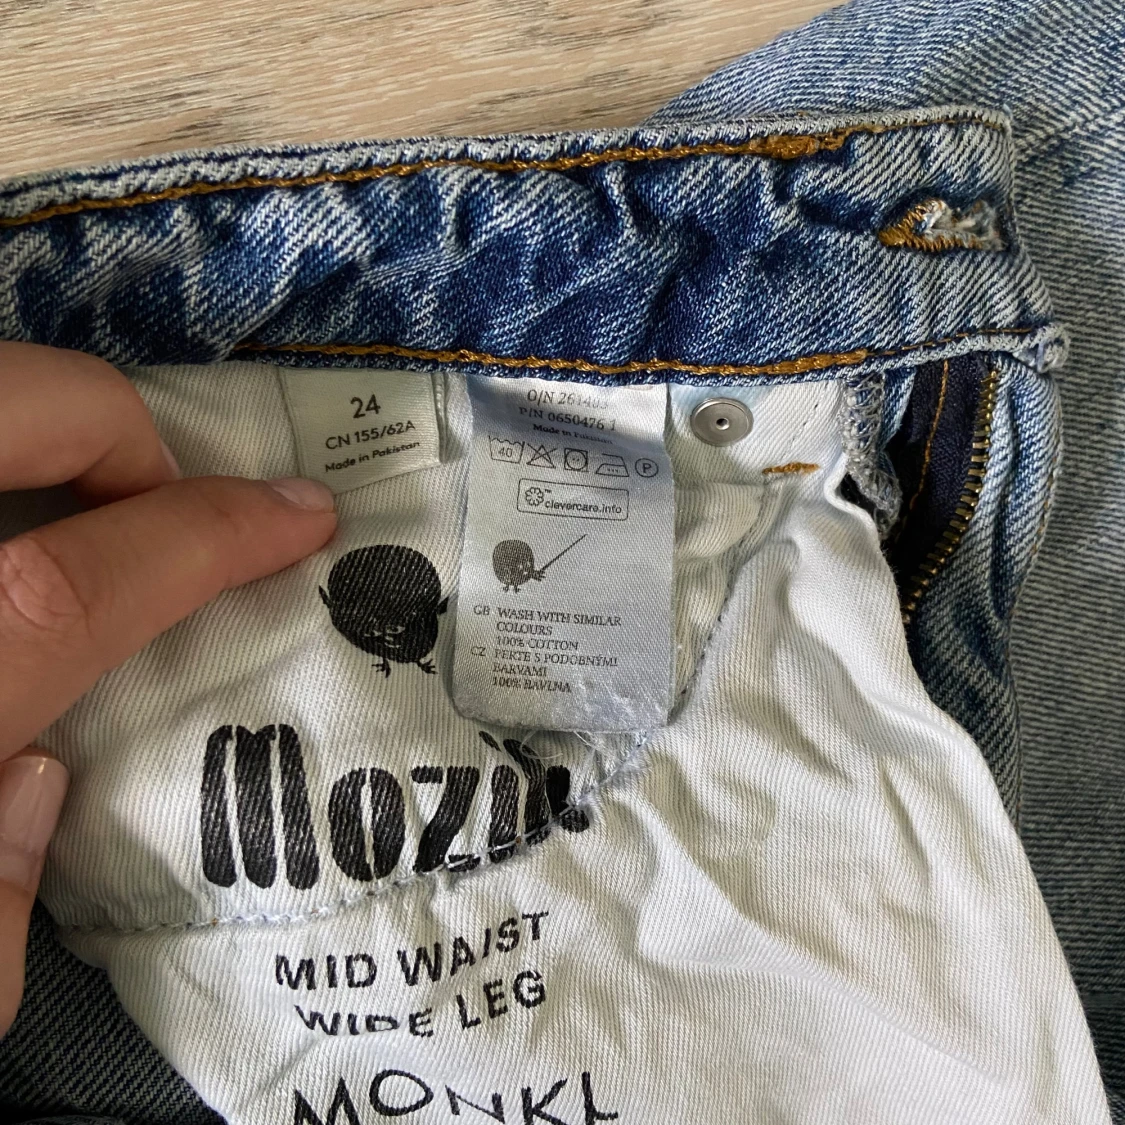 24
CN 155/62A
Made in Pakistan
O/N
P/N 0650476 1
Made in Pakistan
40
P
™
clevercare.info
GB WASH WITH SIMILAR
COLOURS
100% COTTON
CZ PERTE S PODOBNÝMI
BARVAMI
100% BAVLNA
MID WAIST
WIDE LEG
MONKI